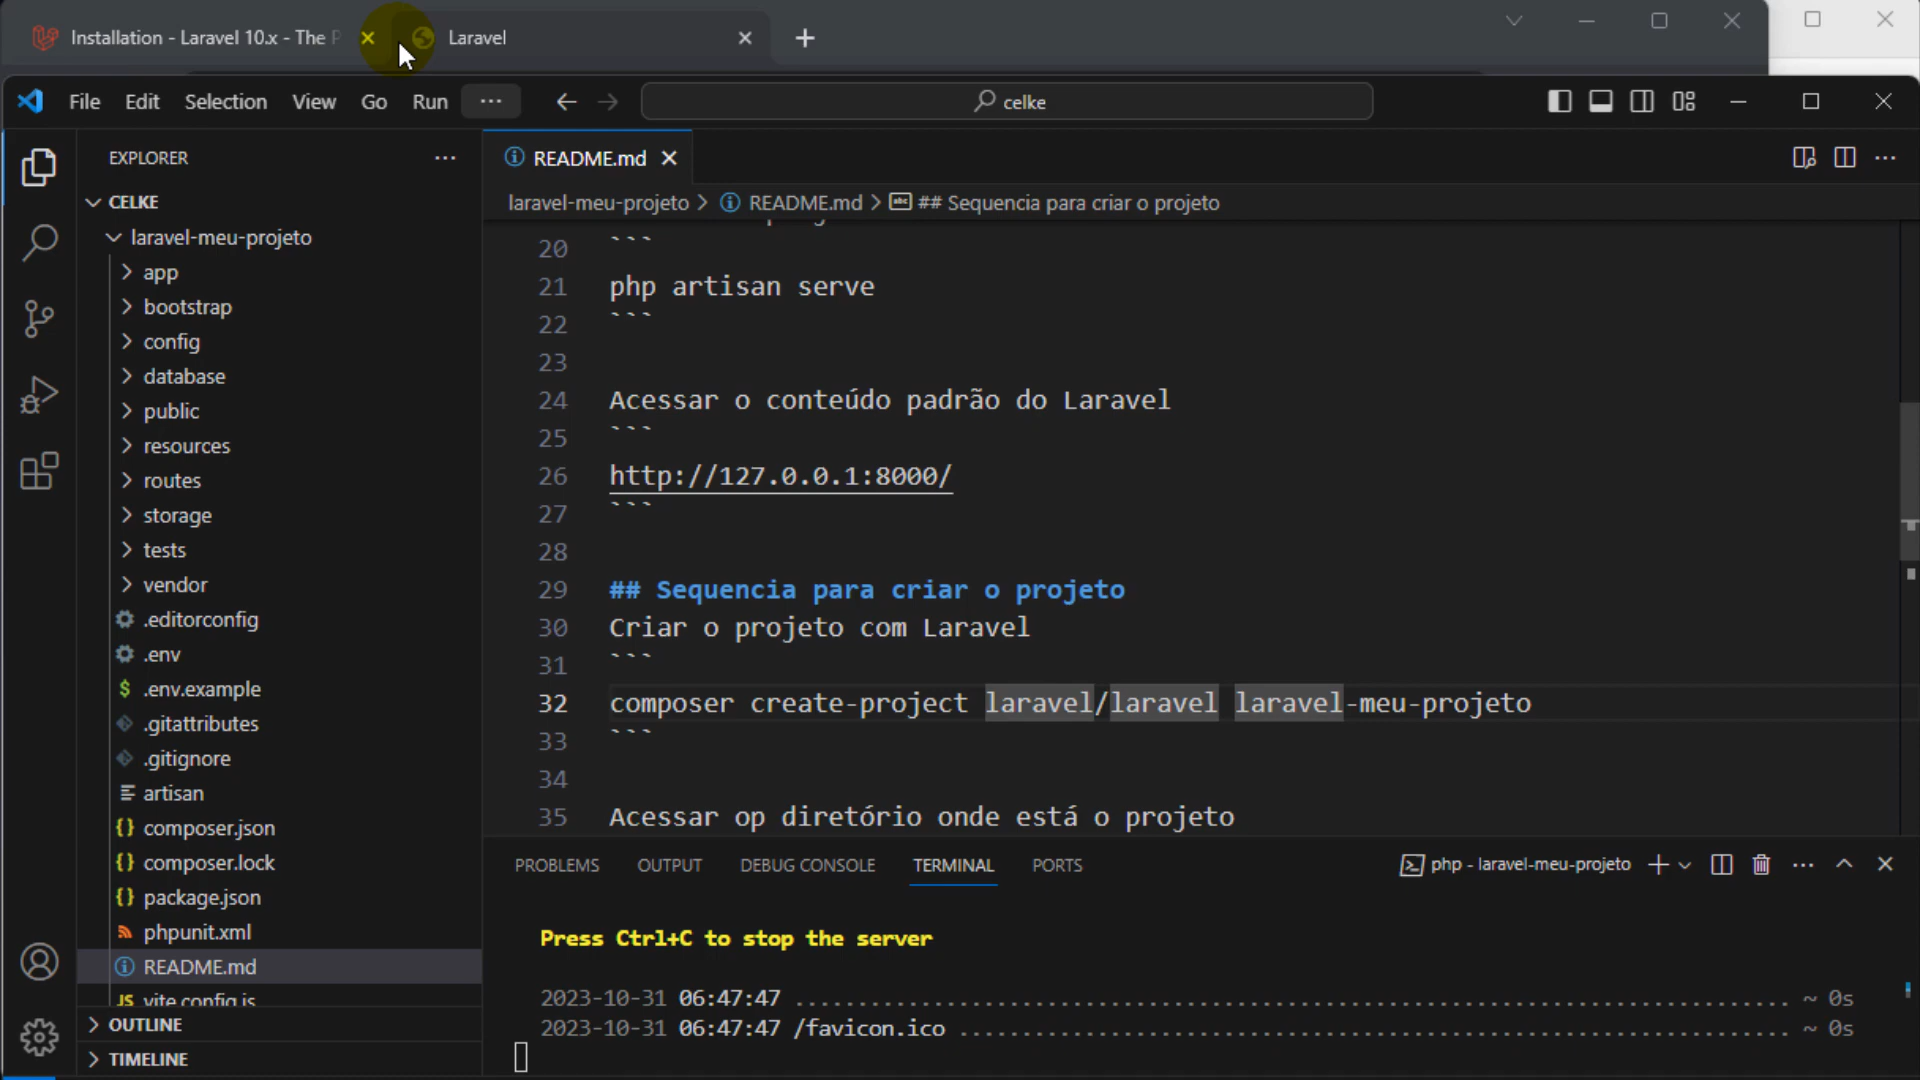 Installation - Laravel 10.x - The P
Laravel
File Edit Selection View Go Run ...
celke
EXPLORER
CELKE
laravel-meu-projeto
app
bootstrap
config
database
public
resources
routes
storage
tests
vendor
.editorconfig
.env
.env.example
.gitattributes
.gitignore
artisan
composer.json
composer.lock
package.json
phpunit.xml
README.md
vite.config.js
OUTLINE
TIMELINE
README.md
laravel-meu-projeto > README.md > ## Sequencia para criar o projeto
20 ```
21 php artisan serve
22 ```
23
24 Acessar o conteúdo padrão do Laravel
25 ```
26 http://127.0.0.1:8000/
27 ```
28
29 ## Sequencia para criar o projeto
30 Criar o projeto com Laravel
31 ```
32 composer create-project laravel/laravel laravel-meu-projeto
33 ```
34
35 Acessar op diretório onde está o projeto
PROBLEMS OUTPUT DEBUG CONSOLE TERMINAL PORTS
php - laravel-meu-projeto
Press Ctrl+C to stop the server
2023-10-31 06:47:47 ................................................................ ~ 0s
2023-10-31 06:47:47 /favicon.ico ..................................................... ~ 0s